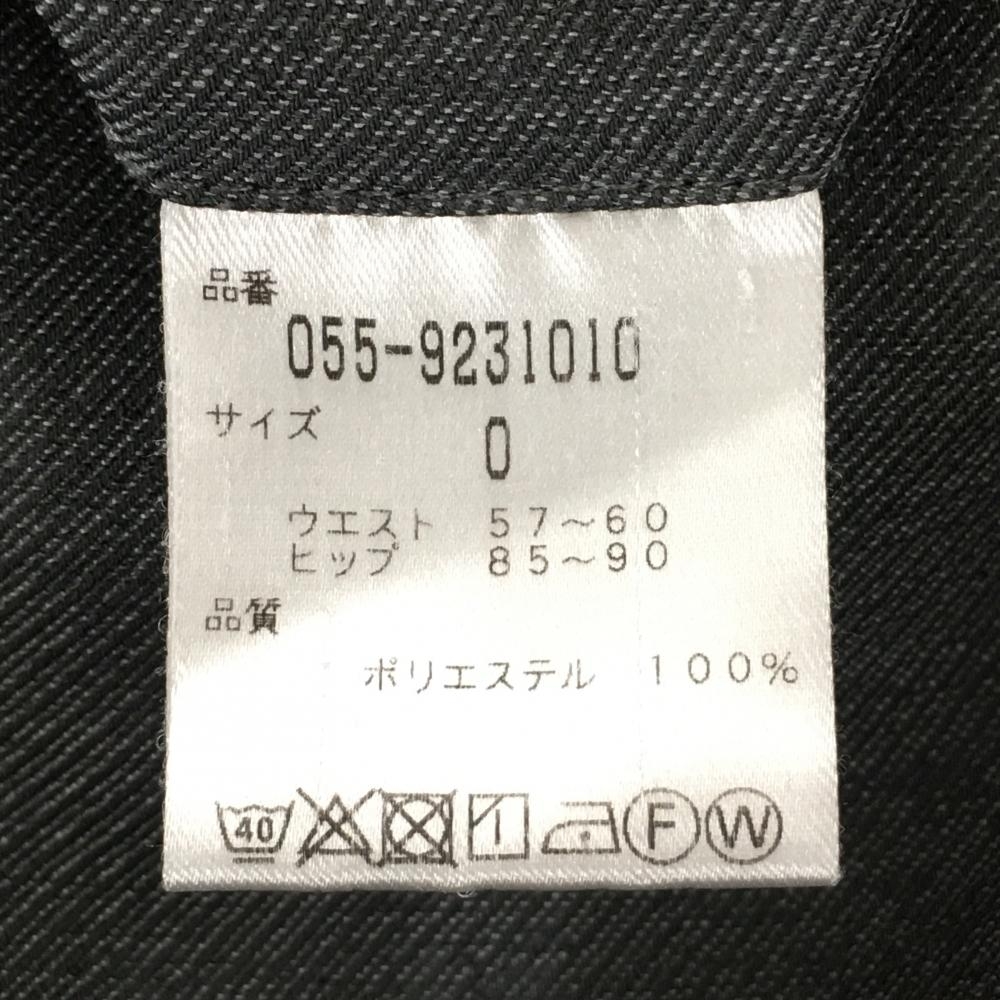 品番
055-9231010
サイズ
0
ウエスト 57～60
ヒップ 85～90
品質
ポリエステル 100%
40 F W